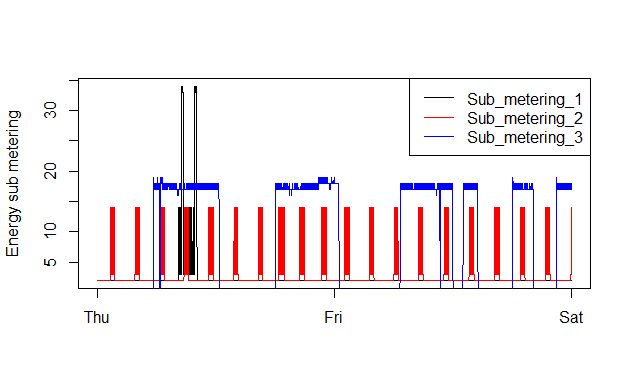 Energy sub metering
30
20
10
5
Sub_metering_1
Sub_metering_2
Sub_metering_3
Thu
Fri
Sat